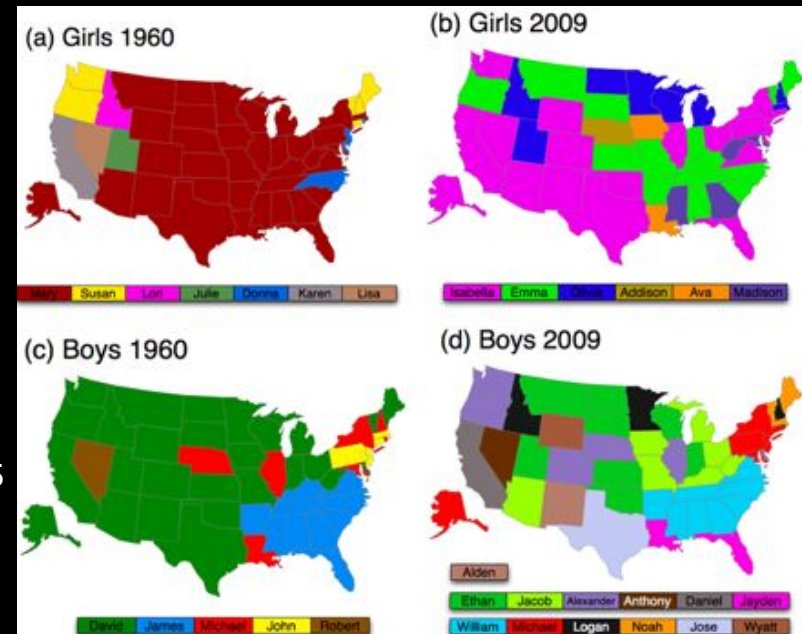 (a) Girls 1960
(b) Girls 2009
Mary Susan Lori Julie Donna Karen Lisa
Isabella Emma Olivia Addison Ava Madison
(c) Boys 1960
(d) Boys 2009
5
Aiden
Ethan Jacob Alexander Anthony Daniel Jayden
David James Michael John Robert
William Michael Logan Noah Jose Wyatt